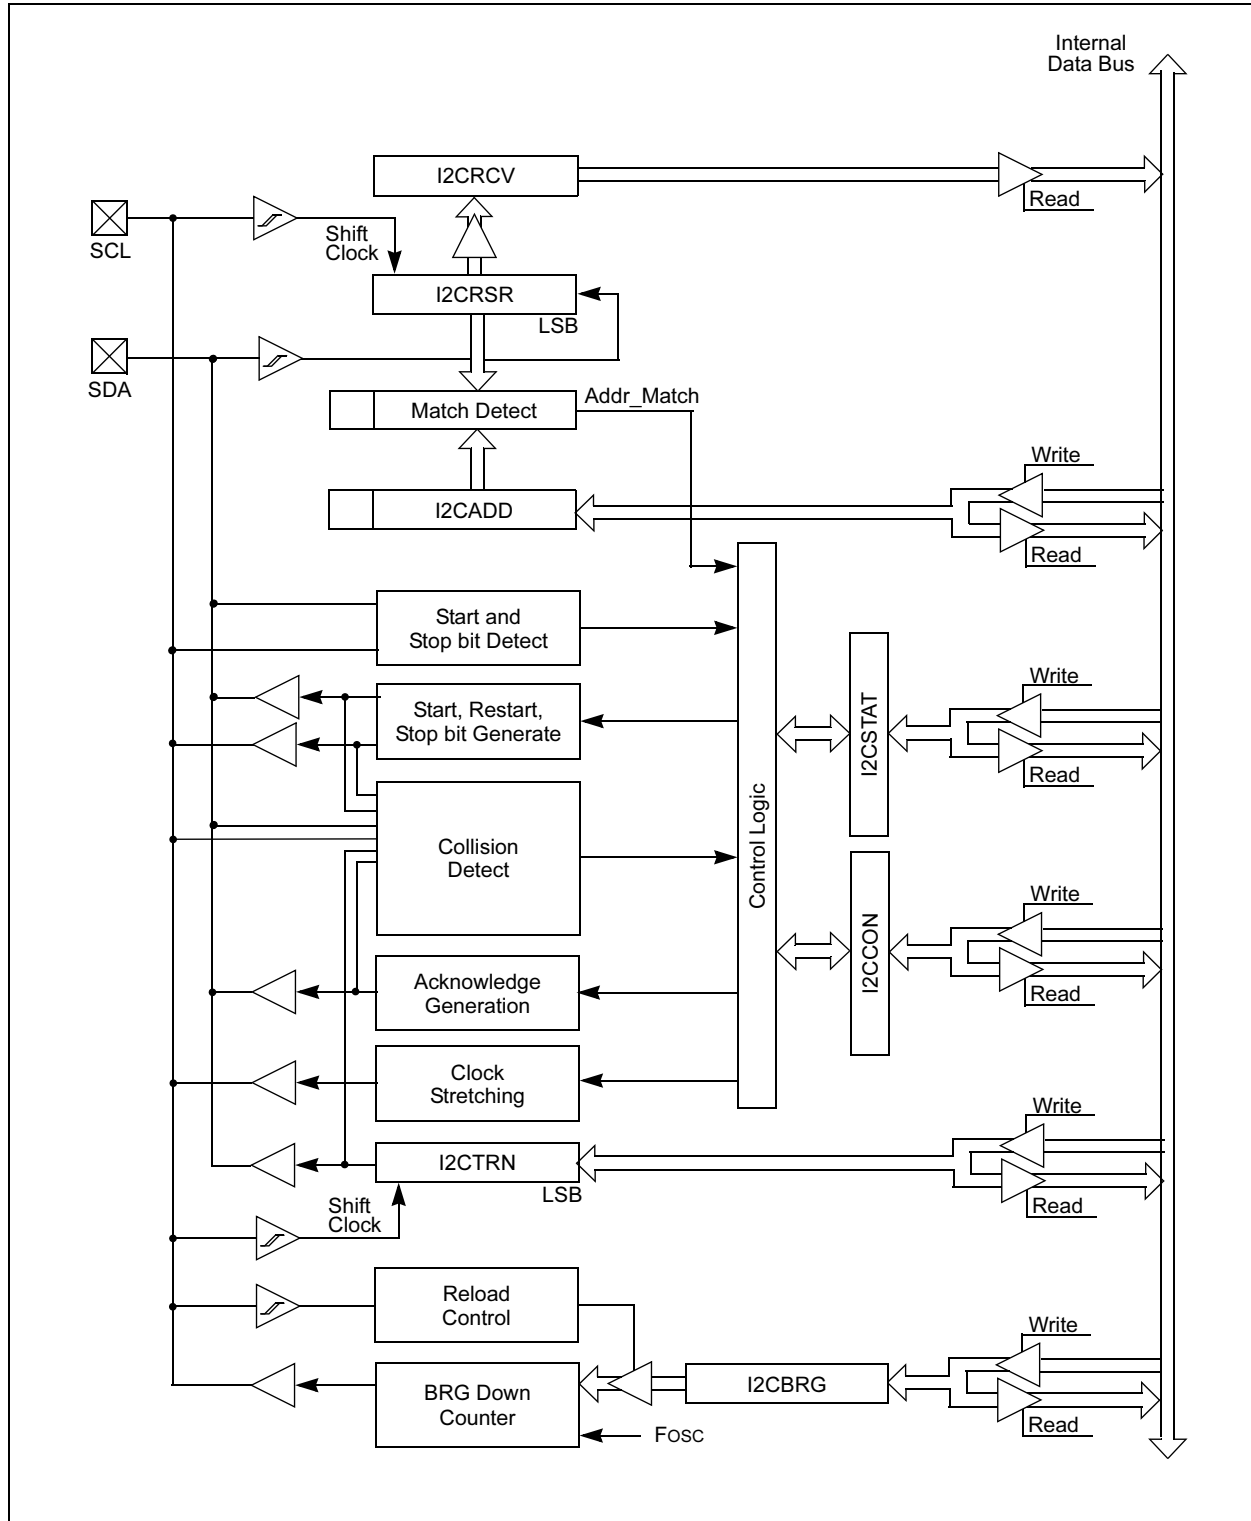 Internal
Data Bus
I2CRCV
Read
SCL
Shift
Clock
I2CRSR
LSB
SDA
Match Detect
Addr_Match
Write
I2CADD
Read
Start and
Stop bit Detect
Write
Start, Restart,
Stop bit Generate
I2CSTAT
Read
Control Logic
Collision
Detect
Write
I2CCON
Acknowledge
Generation
Read
Clock
Stretching
Write
I2CTRN
LSB
Read
Shift
Clock
Reload
Control
Write
BRG Down
Counter
I2CBRG
Read
FOSC